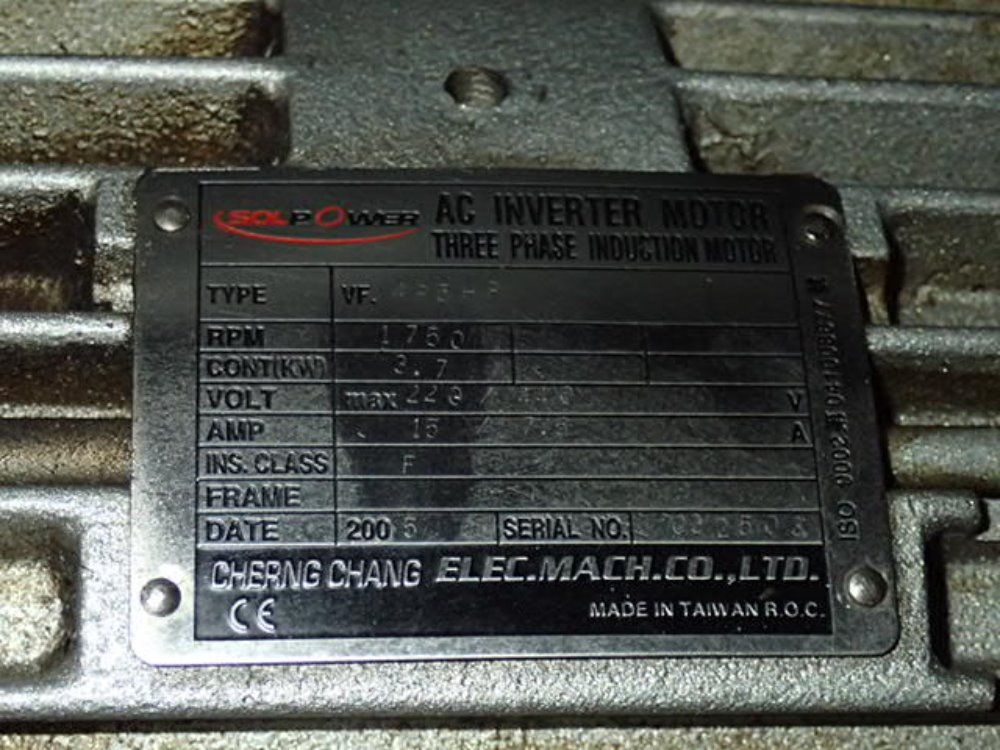 SOLPOWER AC INVERTER MOTOR
THREE PHASE INDUCTION MOTOR
TYPE VF.
RPM 1750
CONT(KW) 3.7
VOLT max 220 / V
AMP 15 / A
INS. CLASS F
FRAME
DATE 2005 SERIAL NO.
CHERNG CHANG ELEC.MACH.CO.,LTD.
CE MADE IN TAIWAN R.O.C.
ISO 9002